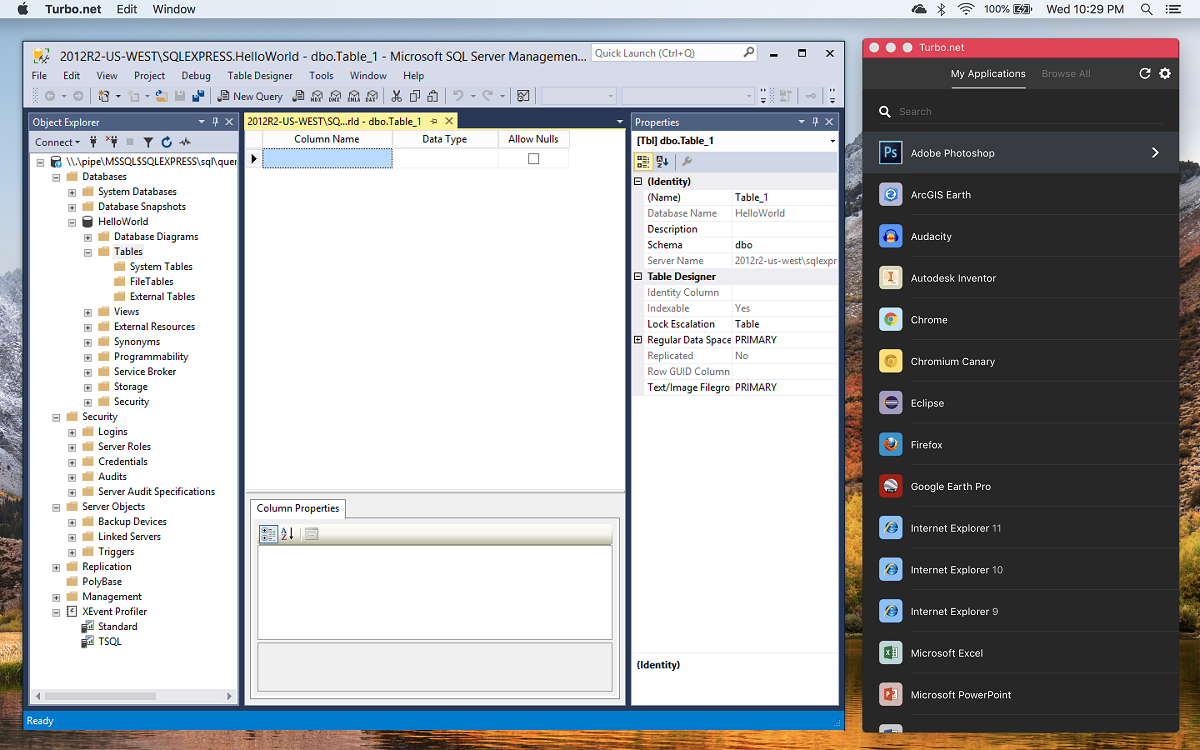 Turbo.net Edit Window 100% Wed 10:29 PM
2012R2-US-WEST\SQLEXPRESS.HelloWorld - dbo.Table_1 - Microsoft SQL Server Managemen...
Quick Launch (Ctrl+Q)
File Edit View Project Debug Table Designer Tools Window Help
New Query
Object Explorer
Connect
\\.\pipe\MSSQL$SQLEXPRESS\sql\quer
Databases
System Databases
Database Snapshots
HelloWorld
Database Diagrams
Tables
System Tables
FileTables
External Tables
Views
External Resources
Synonyms
Programmability
Service Broker
Storage
Security
Security
Logins
Server Roles
Credentials
Audits
Server Audit Specifications
Server Objects
Backup Devices
Linked Servers
Triggers
Replication
PolyBase
Management
XEvent Profiler
Standard
TSQL
2012R2-US-WEST\SQ...rld - dbo.Table_1
Column Name Data Type Allow Nulls
Column Properties
Properties
[Tbl] dbo.Table_1
(Identity)
(Name) Table_1
Database Name HelloWorld
Description
Schema dbo
Server Name 2012r2-us-west\sqlexpr
Table Designer
Identity Column
Indexable Yes
Lock Escalation Table
Regular Data Space PRIMARY
Replicated No
Row GUID Column
Text/Image Filegro PRIMARY
(Identity)
Ready
Turbo.net
My Applications Browse All
Search
Ps Adobe Photoshop
ArcGIS Earth
Audacity
Autodesk Inventor
Chrome
Chromium Canary
Eclipse
Firefox
Google Earth Pro
Internet Explorer 11
Internet Explorer 10
Internet Explorer 9
Microsoft Excel
Microsoft PowerPoint